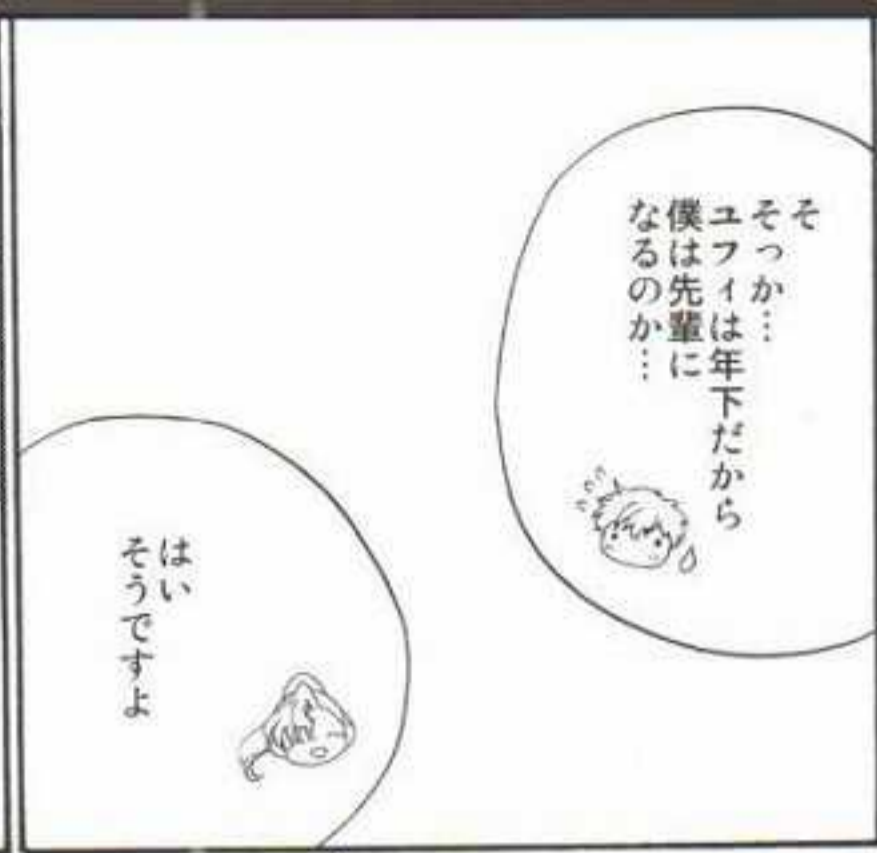 そ
そっか…
ユフィは年下だから
僕は先輩に
なるのか…
はい
そうですよ